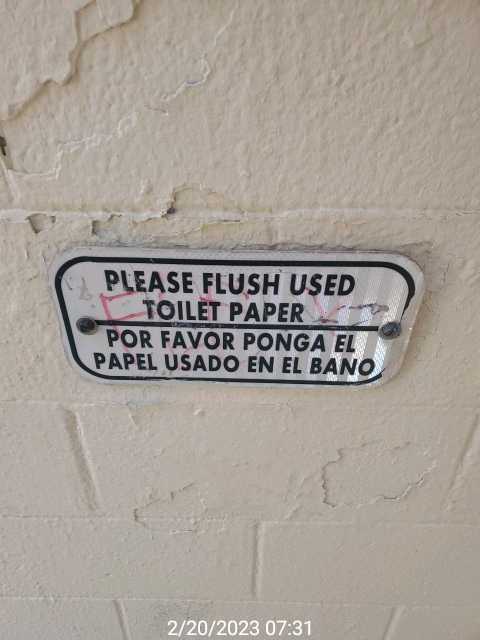 PLEASE FLUSH USED
TOILET PAPER
POR FAVOR PONGA EL
PAPEL USADO EN EL BANO
2/20/2023 07:31